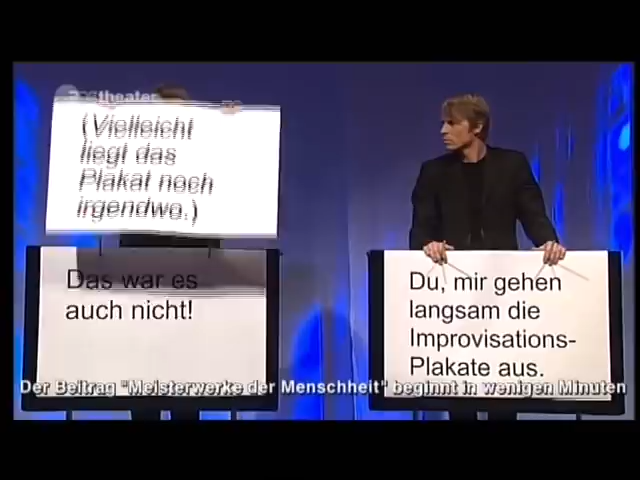 theater
(Vielleicht
liegt das
Plakat noch
irgendwo.)
Das war es
auch nicht!
Du, mir gehen
langsam die
Improvisations-
Plakate aus.
Der Beitrag "Meisterwerke der Menschheit" beginnt in wenigen Minuten